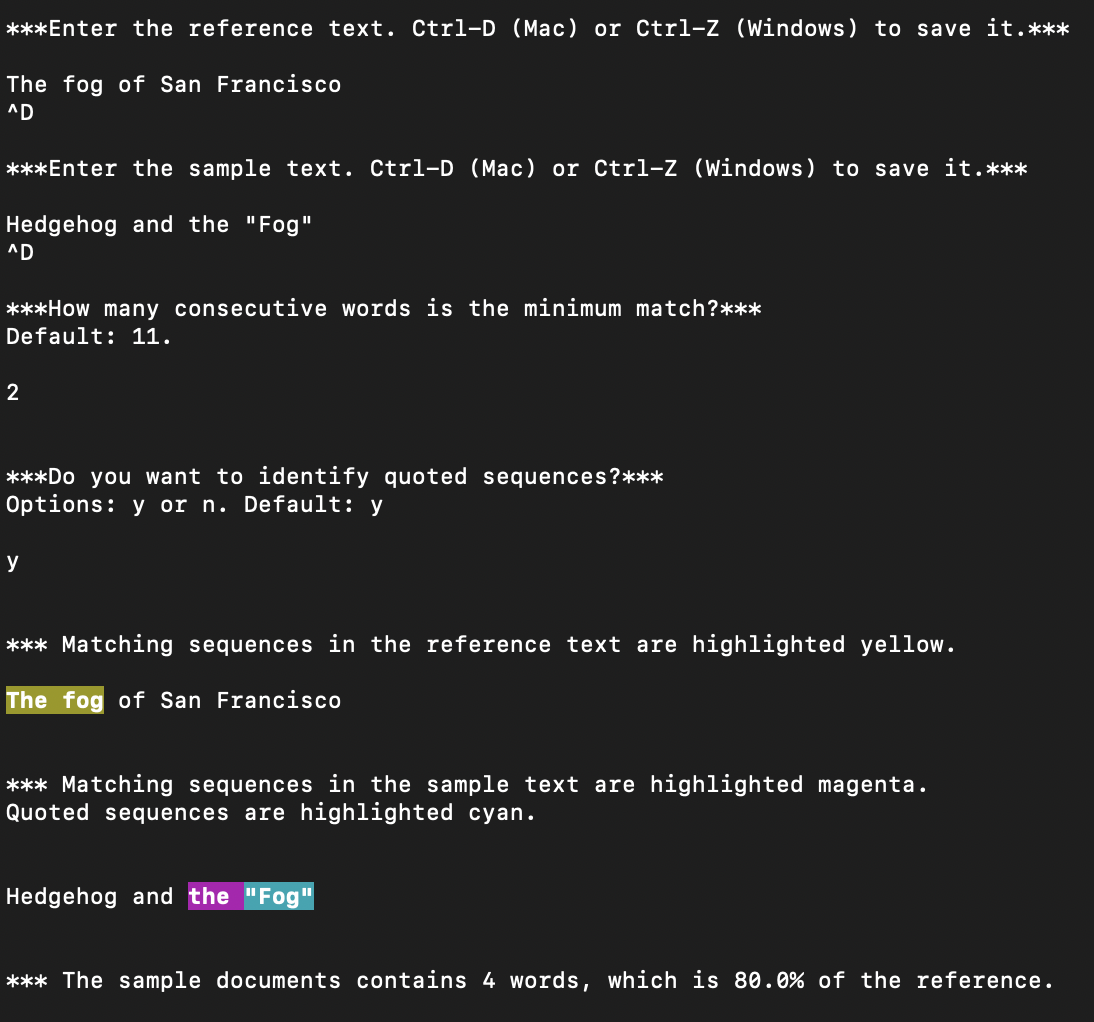 ***Enter the reference text. Ctrl-D (Mac) or Ctrl-Z (Windows) to save it.***
The fog of San Francisco
^D
***Enter the sample text. Ctrl-D (Mac) or Ctrl-Z (Windows) to save it.***
Hedgehog and the "Fog"
^D
***How many consecutive words is the minimum match?***
Default: 11.
2
***Do you want to identify quoted sequences?***
Options: y or n. Default: y
y
*** Matching sequences in the reference text are highlighted yellow.
The fog of San Francisco
*** Matching sequences in the sample text are highlighted magenta.
Quoted sequences are highlighted cyan.
Hedgehog and the "Fog"
*** The sample documents contains 4 words, which is 80.0% of the reference.